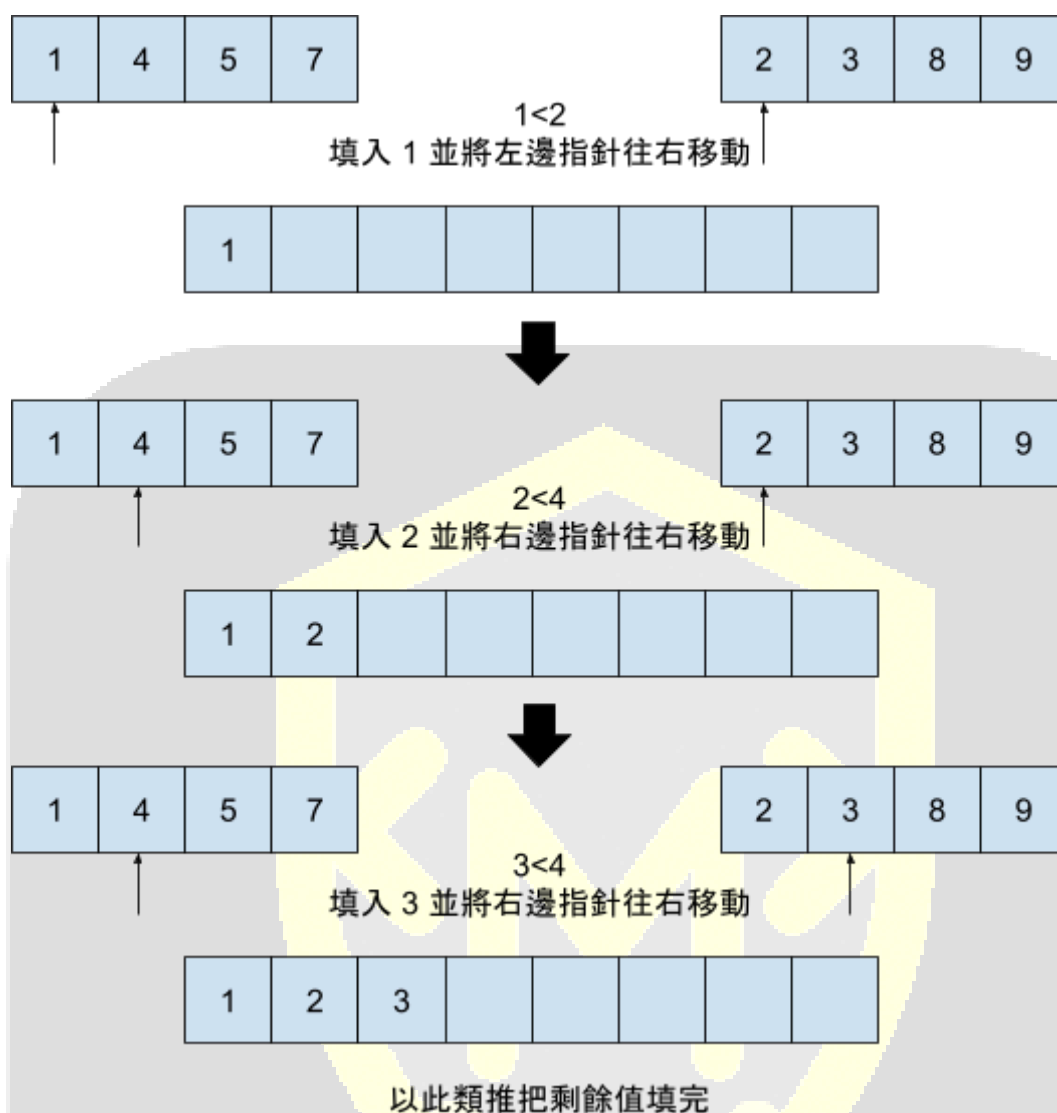 1 4 5 7 2 3 8 9
1<2
填入 1 並將左邊指針往右移動
1
1 4 5 7 2 3 8 9
2<4
填入 2 並將右邊指針往右移動
1 2
1 4 5 7 2 3 8 9
3<4
填入 3 並將右邊指針往右移動
1 2 3
以此類推把剩餘值填完